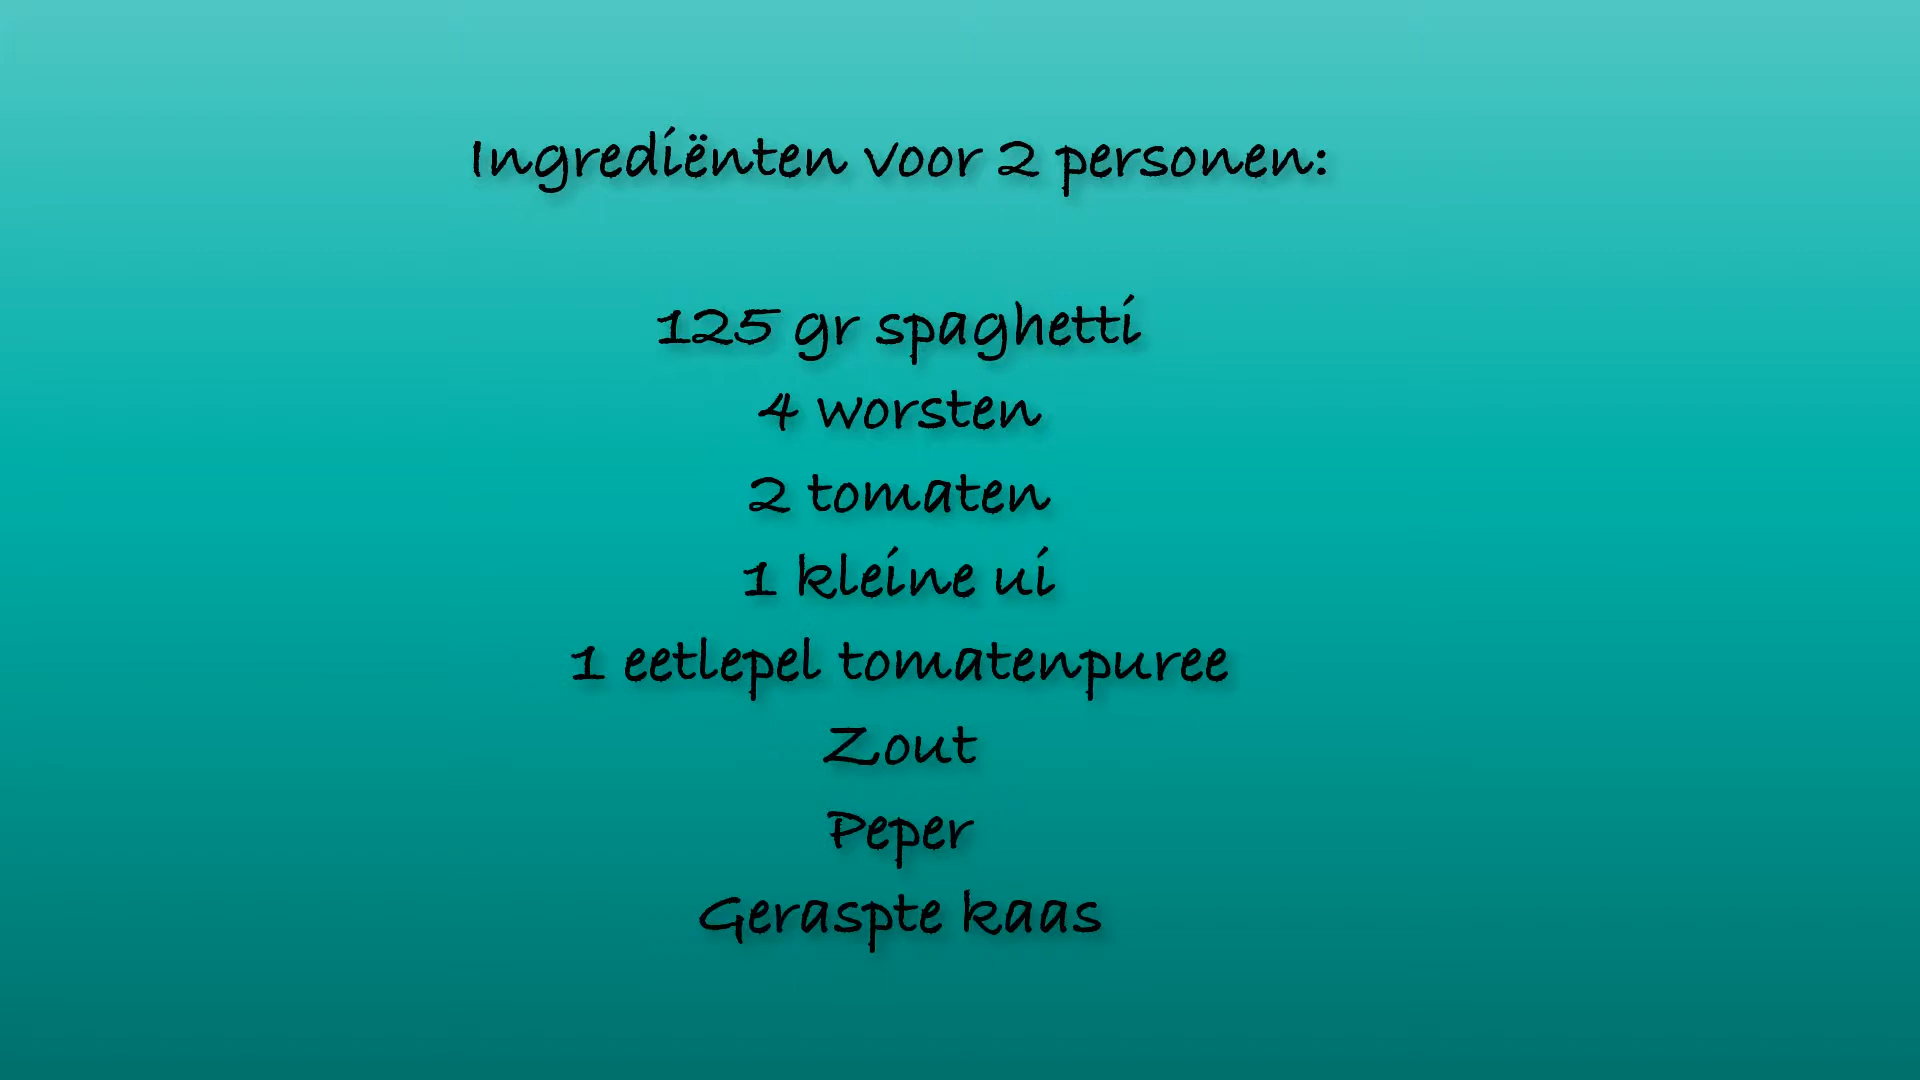 Ingrediënten voor 2 personen:
125 gr spaghetti
4 worsten
2 tomaten
1 kleine ui
1 eetlepel tomatenpuree
Zout
Peper
Geraspte kaas